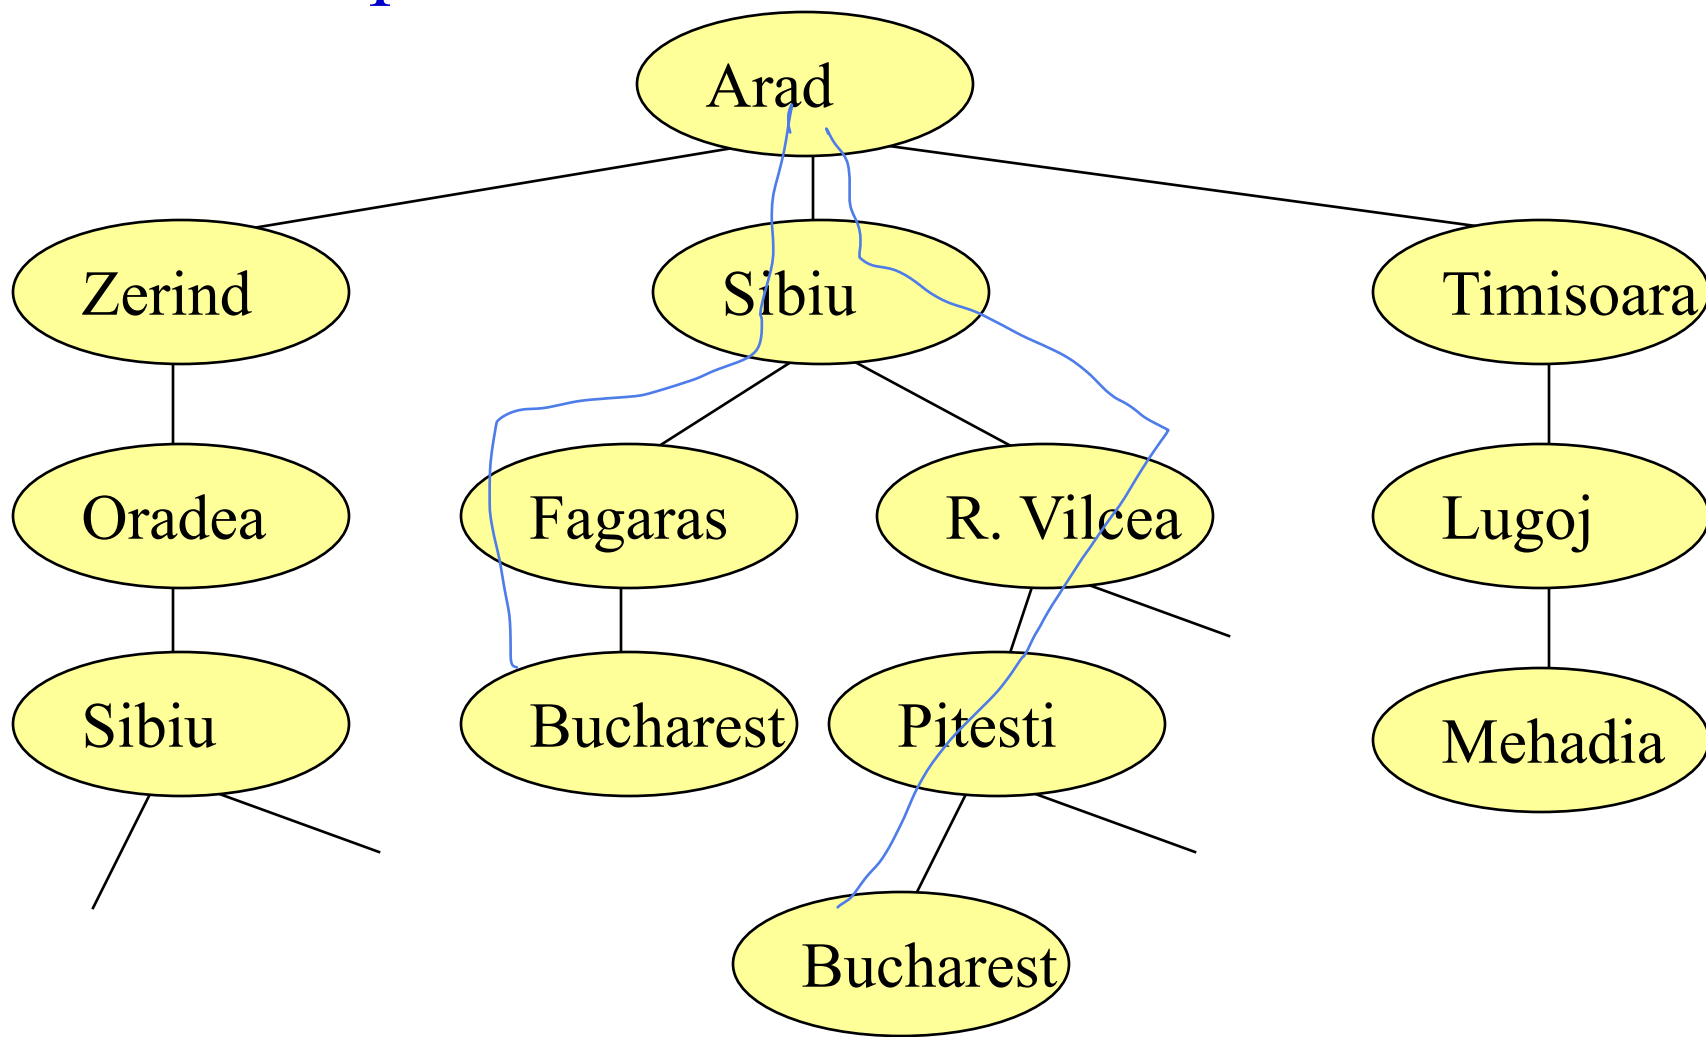 Arad
Zerind Sibiu Timisoara
Oradea Fagaras R. Vilcea Lugoj
Sibiu Bucharest Pitesti Mehadia
Bucharest